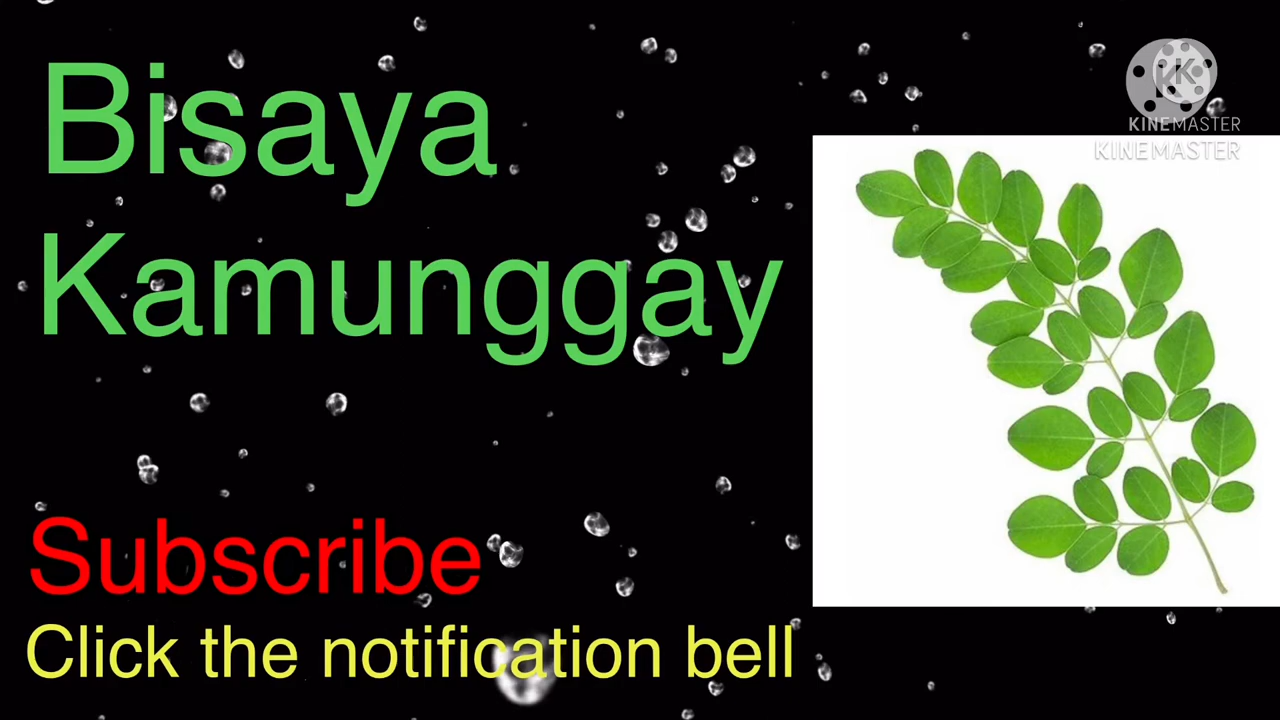 Bisaya
Kamunggay
KINEMASTER
KINEMASTER
Subscribe
Click the notification bell